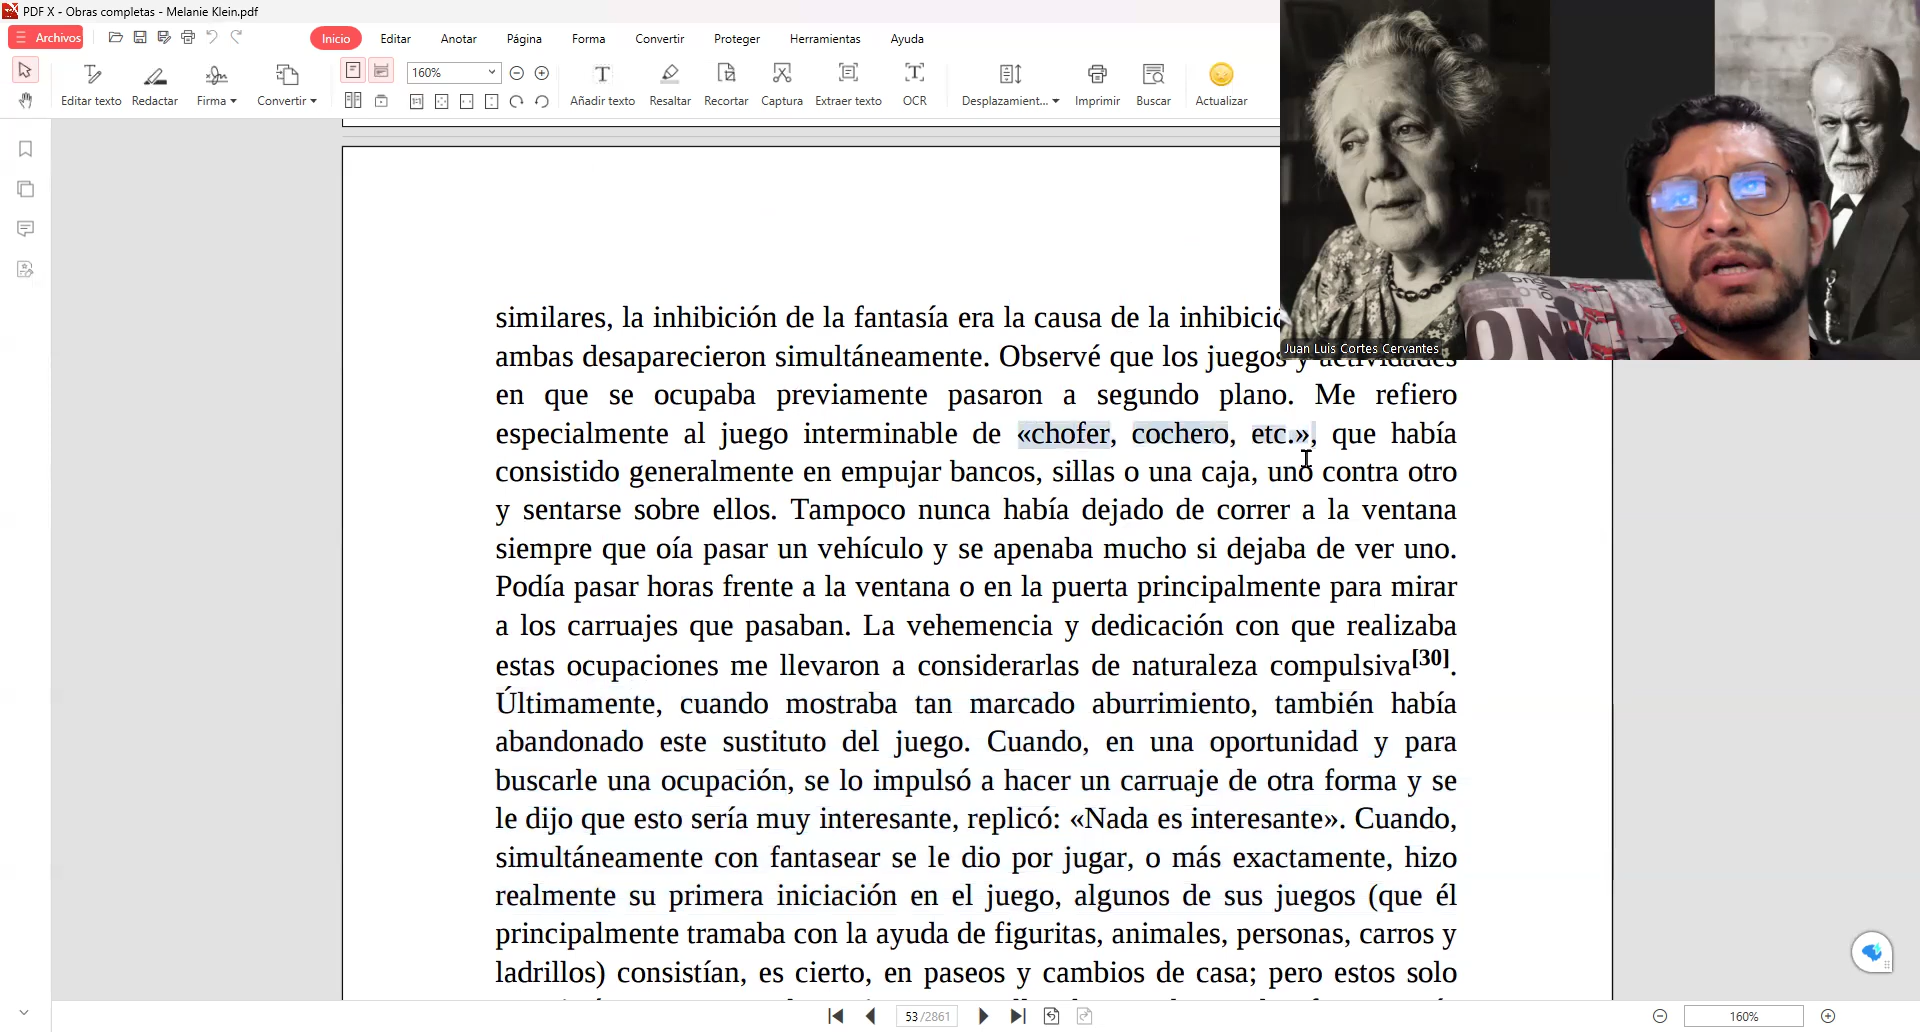 PDF X - Obras completas - Melanie Klein.pdf
Archivos
Inicio
Editar
Anotar
Página
Forma
Convertir
Proteger
Herramientas
Ayuda
160%
Editar texto
Redactar
Firma
Convertir
Añadir texto
Resaltar
Recortar
Captura
Extraer texto
OCR
Desplazamient...
Imprimir
Buscar
Actualizar
Juan Luis Cortes Cervantes
similares, la inhibición de la fantasía era la causa de la
ambas desaparecieron simultáneamente. Observé que los juegos y actividades
en que se ocupaba previamente pasaron a segundo plano. Me refiero
especialmente al juego interminable de «chofer, cochero, etc.», que había
consistido generalmente en empujar bancos, sillas o una caja, uno contra otro
y sentarse sobre ellos. Tampoco nunca había dejado de correr a la ventana
siempre que oía pasar un vehículo y se apenaba mucho si dejaba de ver uno.
Podía pasar horas frente a la ventana o en la puerta principalmente para mirar
a los carruajes que pasaban. La vehemencia y dedicación con que realizaba
estas ocupaciones me llevaron a considerarlas de naturaleza compulsiva[30].
Últimamente, cuando mostraba tan marcado aburrimiento, también había
abandonado este sustituto del juego. Cuando, en una oportunidad y para
buscarle una ocupación, se lo impulsó a hacer un carruaje de otra forma y se
le dijo que esto sería muy interesante, replicó: «Nada es interesante». Cuando,
simultáneamente con fantasear se le dio por jugar, o más exactamente, hizo
realmente su primera iniciación en el juego, algunos de sus juegos (que él
principalmente tramaba con la ayuda de figuritas, animales, personas, carros y
ladrillos) consistían, es cierto, en paseos y cambios de casa; pero estos solo
53 /2861
160%